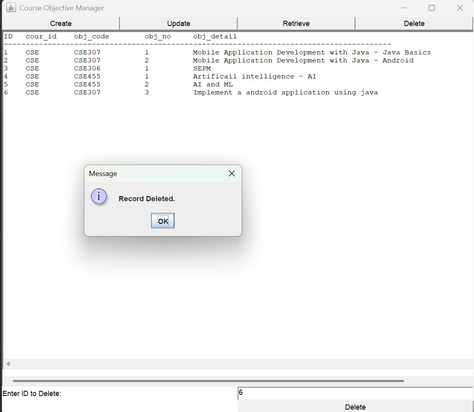 Course Objective Manager
Create Update Retrieve Delete
ID cour_id obj_code obj_no obj_detail
--------------------------------------------------------------------------------
1 CSE CSE307 1 Mobile Application Development with Java - Java Basics
2 CSE CSE307 2 Mobile Application Development with Java - Android
3 CSE CSE306 1 SEPM
4 CSE CSE455 1 Artificail intelligence - AI
5 CSE CSE455 2 AI and ML
6 CSE CSE307 3 Implement a android application using java
Message
Record Deleted.
OK
Enter ID to Delete: 6
Delete